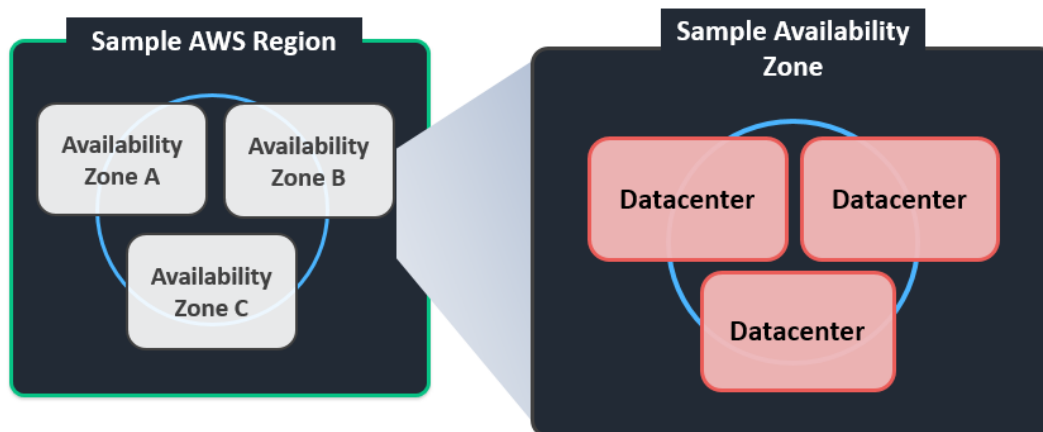 Sample AWS Region
Availability
Zone A
Availability
Zone B
Availability
Zone C
Sample Availability
Zone
Datacenter
Datacenter
Datacenter